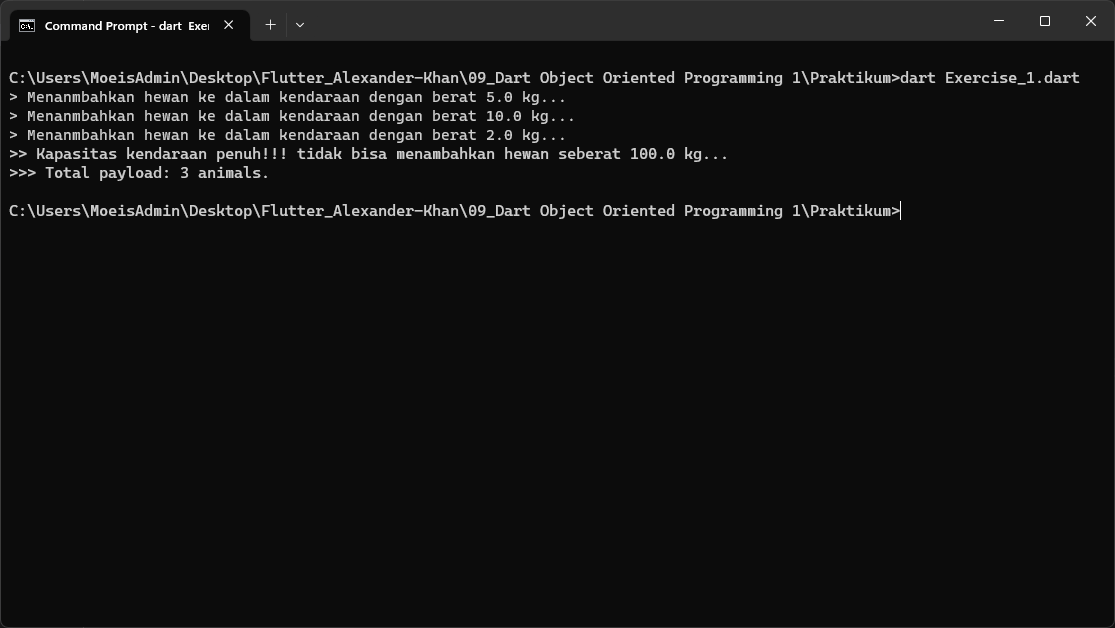 Command Prompt - dart  Exer
C:\Users\MoeisAdmin\Desktop\Flutter_Alexander-Khan\09_Dart Object Oriented Programming 1\Praktikum>dart Exercise_1.dart
> Menanmbahkan hewan ke dalam kendaraan dengan berat 5.0 kg...
> Menanmbahkan hewan ke dalam kendaraan dengan berat 10.0 kg...
> Menanmbahkan hewan ke dalam kendaraan dengan berat 2.0 kg...
>> Kapasitas kendaraan penuh!!! tidak bisa menambahkan hewan seberat 100.0 kg...
>>> Total payload: 3 animals.
C:\Users\MoeisAdmin\Desktop\Flutter_Alexander-Khan\09_Dart Object Oriented Programming 1\Praktikum>